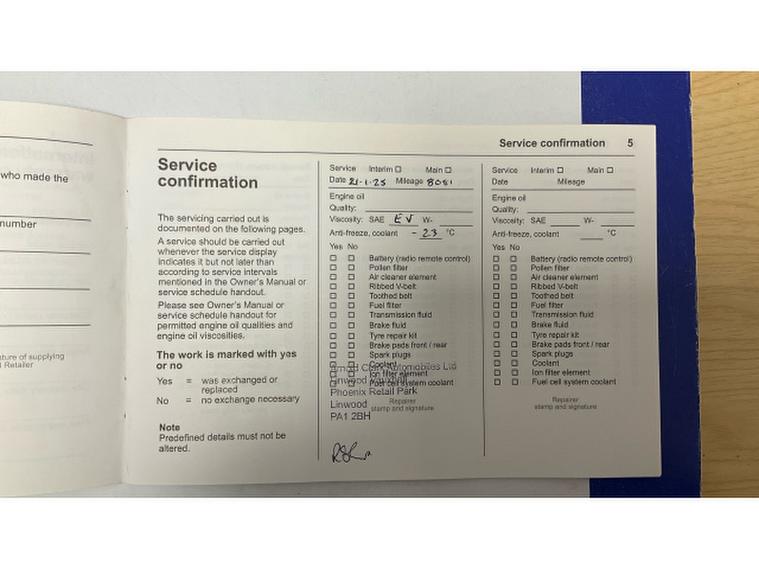 who made the
number
ture of supplying
Retailer
Service confirmation 5
Service
confirmation
The servicing carried out is
documented on the following pages.
A service should be carried out
whenever the service display
indicates it but not later than
according to service intervals
mentioned in the Owner's Manual or
service schedule handout.
Please see Owner's Manual or
service schedule handout for
permitted engine oil qualities and
engine oil viscosities.
The work is marked with yes
or no
Yes = was exchanged or
replaced
No = no exchange necessary
Note
Predefined details must not be
altered.
Service Interim Main
Date 21-1-25 Mileage 8081
Engine oil
Quality:
Viscosity: SAE EV W-
Anti-freeze, coolant -23 °C
Yes No
Battery (radio remote control)
Pollen filter
Air cleaner element
Ribbed V-belt
Toothed belt
Fuel filter
Transmission fluid
Brake fluid
Tyre repair kit
Brake pads front / rear
Spark plugs
Coolant
Arnold Clark Automobiles Ltd
Ion filter element
Linwood Vauxhall
Fuel cell system coolant
Phoenix Retail Park
Repairer
Linwood
stamp and signature
PA1 2BH
Service Interim Main
Date Mileage
Engine oil
Quality:
Viscosity: SAE W-
Anti-freeze, coolant °C
Yes No
Battery (radio remote control)
Pollen filter
Air cleaner element
Ribbed V-belt
Toothed belt
Fuel filter
Transmission fluid
Brake fluid
Tyre repair kit
Brake pads front / rear
Spark plugs
Coolant
Ion filter element
Fuel cell system coolant
Repairer
stamp and signature